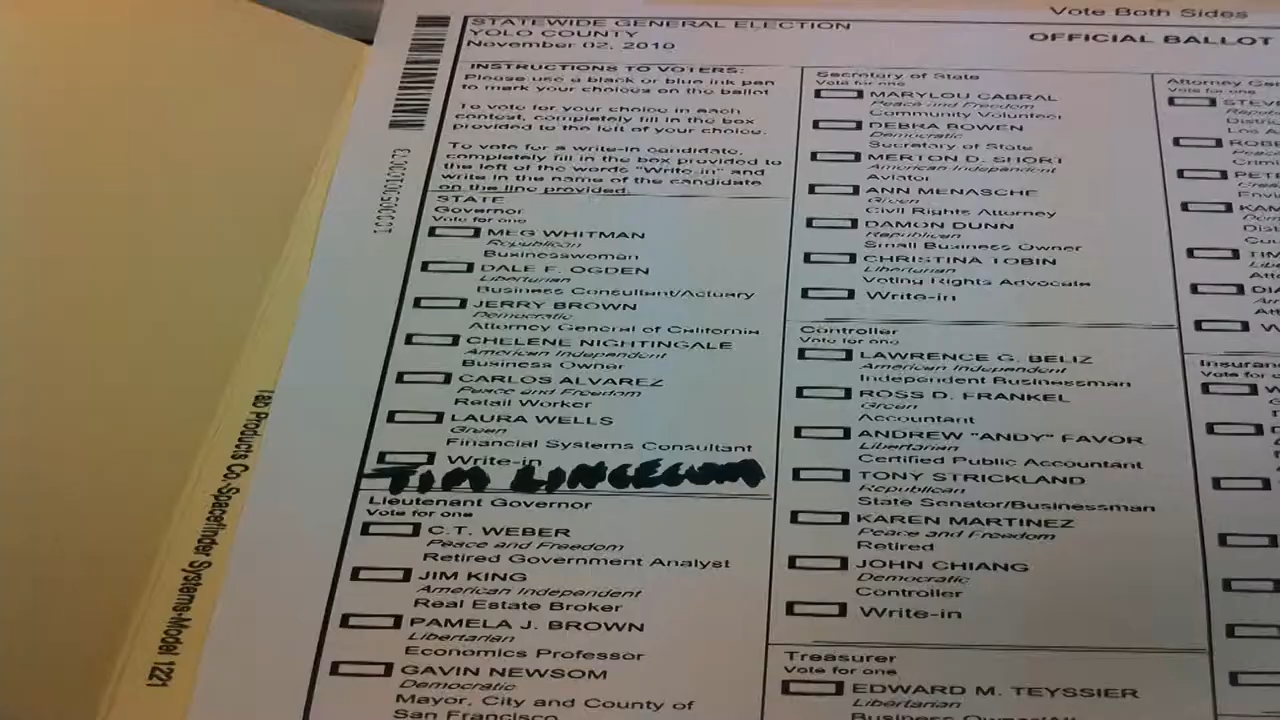 Vote Both Sides
STATEWIDE GENERAL ELECTION
YOLO COUNTY
November 02, 2010
OFFICIAL BALLOT
INSTRUCTIONS TO VOTERS:
Please use a black or blue ink pen
to mark your choices on the ballot
To vote for your choice in each
contest, completely fill in the box
provided to the left of your choice.
To vote for a write-in candidate,
completely fill in the box provided to
the left of the words "Write-in" and
write in the name of the candidate
on the line provided.
STATE
Governor
Vote for one
MEG WHITMAN
Republican
Businesswoman
DALE F. OGDEN
Libertarian
Business Consultant/Actuary
JERRY BROWN
Democratic
Attorney General of California
CHELENE NIGHTINGALE
American Independent
Business Owner
CARLOS ALVAREZ
Peace and Freedom
Retail Worker
LAURA WELLS
Green
Financial Systems Consultant
Write-in
TIM LINCECUM
Lieutenant Governor
Vote for one
C.T. WEBER
Peace and Freedom
Retired Government Analyst
JIM KING
American Independent
Real Estate Broker
PAMELA J. BROWN
Libertarian
Economics Professor
GAVIN NEWSOM
Democratic
Mayor, City and County of
San Francisco
Secretary of State
Vote for one
MARYLOU CABRAL
Peace and Freedom
Community Volunteer
DEBRA BOWEN
Democratic
Secretary of State
MERTON D. SHORT
American Independent
Aviator
ANN MENASCHE
Green
Civil Rights Attorney
DAMON DUNN
Republican
Small Business Owner
CHRISTINA TOBIN
Libertarian
Voting Rights Advocate
Write-in
Controller
Vote for one
LAWRENCE G. BELIZ
American Independent
Independent Businessman
ROSS D. FRANKEL
Green
Accountant
ANDREW "ANDY" FAVOR
Libertarian
Certified Public Accountant
TONY STRICKLAND
Republican
State Senator/Businessman
KAREN MARTINEZ
Peace and Freedom
Retired
JOHN CHIANG
Democratic
Controller
Write-in
Treasurer
Vote for one
EDWARD M. TEYSSIER
Libertarian
Attorney
Vote for one
Vote for
Tab Products Co. Spacefinder Systems•Model 1221